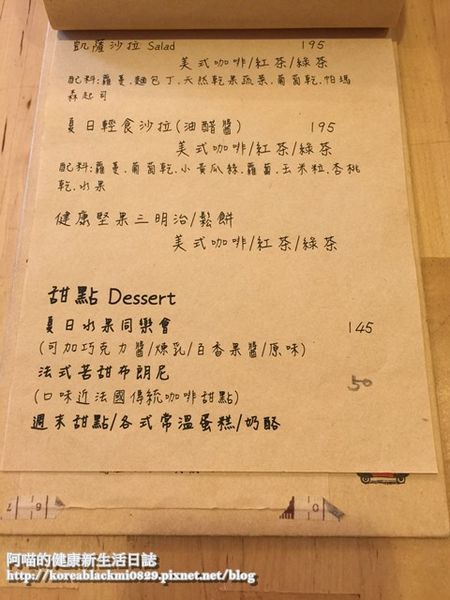 凱薩沙拉 Salad 195
美式咖啡/紅茶/綠茶
配料:蘿蔓.麵包丁.天然乾果蔬菜.葡萄乾.帕瑪
森起司
夏日輕食沙拉(油醋醬) 195
美式咖啡/紅茶/綠茶
配料:蘿蔓.葡萄乾.小黃瓜絲.蘿蔔.玉米粒.杏桃
乾.水果
健康堅果三明治/鬆餅
美式咖啡/紅茶/綠茶
甜點 Dessert
夏日水果同樂會 145
(可加巧克力醬/煉乳/百香果醬/原味)
法式苦甜布朗尼 50
(口味近法國傳統咖啡甜點)
週末甜點/各式常溫蛋糕/奶酪
阿喵的健康新生活日誌
http://koreablackmi0829.pixnet.net/blog